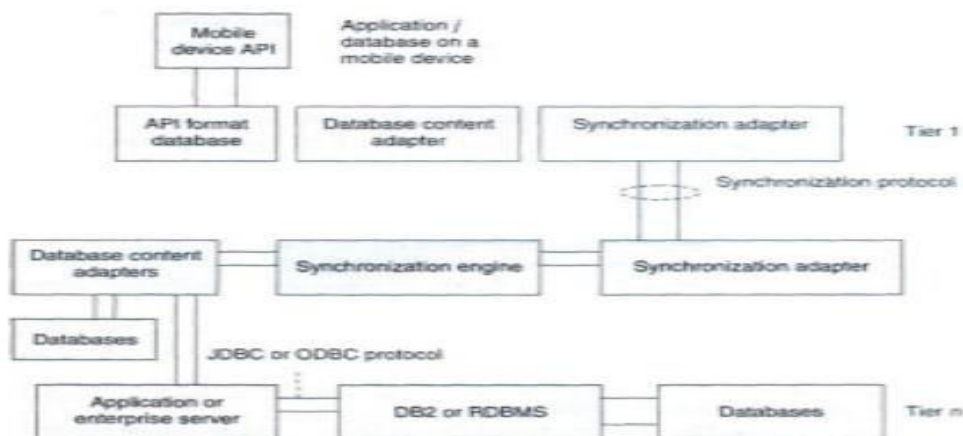 Mobile
device API
Application /
database on a
mobile device
API format
database
Database content
adapter
Synchronization adapter
Tier 1
Synchronization protocol
Database content
adapters
Synchronization engine
Synchronization adapter
Databases
JDBC or ODBC protocol
Application or
enterprise server
DB2 or RDBMS
Databases
Tier n